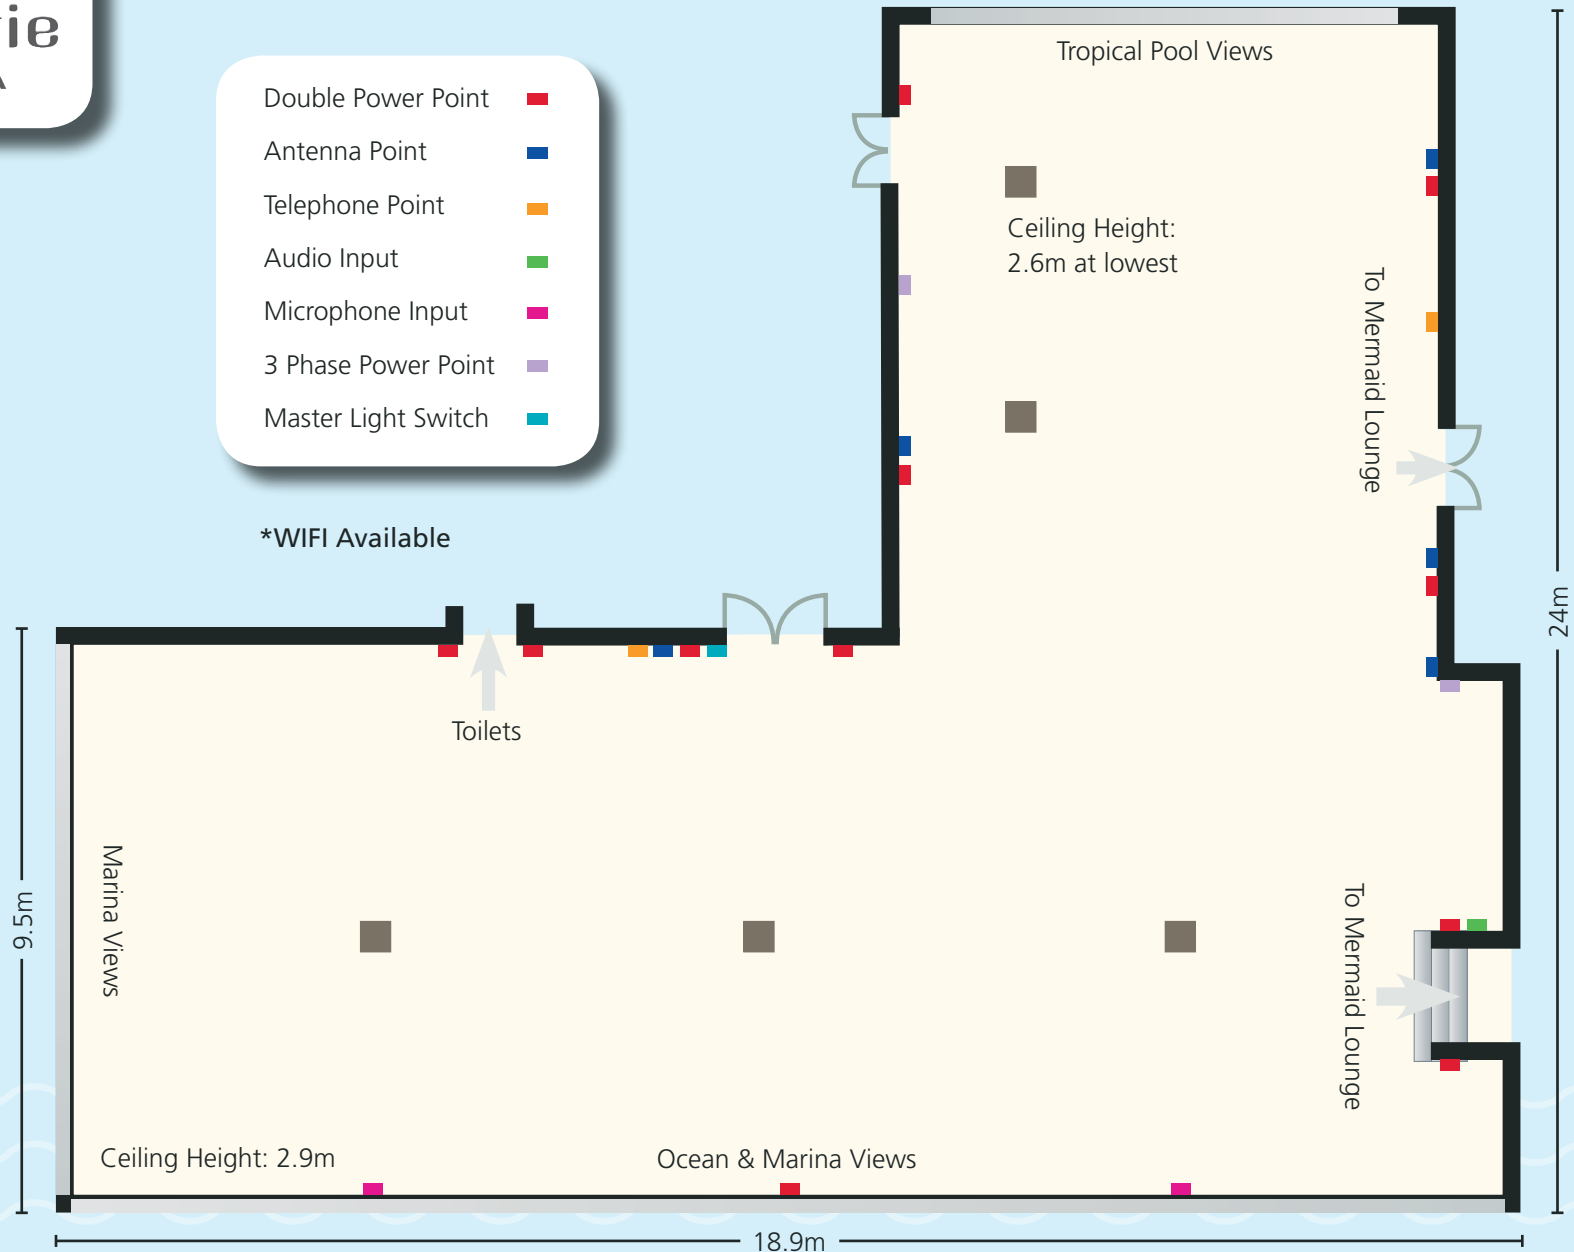 Tropical Pool Views
Double Power Point
Antenna Point
Telephone Point
Audio Input
Microphone Input
3 Phase Power Point
Master Light Switch
Ceiling Height:
2.6m at lowest
To Mermaid Lounge
*WIFI Available
24m
Toilets
Marina Views
9.5m
To Mermaid Lounge
Ceiling Height: 2.9m
Ocean & Marina Views
18.9m